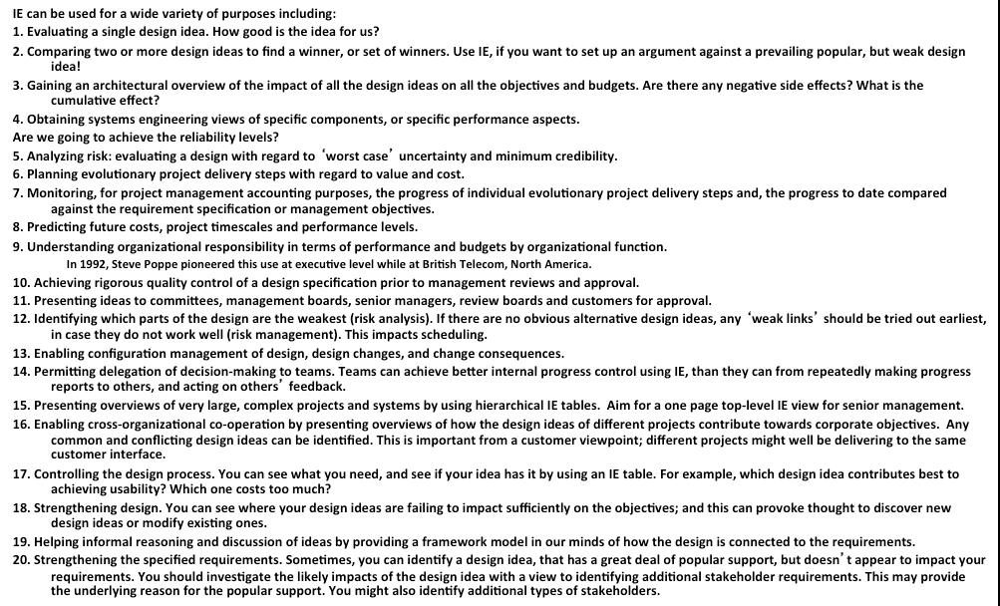 IE can be used for a wide variety of purposes including:
1. Evaluating a single design idea. How good is the idea for us?
2. Comparing two or more design ideas to find a winner, or set of winners. Use IE, if you want to set up an argument against a prevailing popular, but weak design
idea!
3. Gaining an architectural overview of the impact of all the design ideas on all the objectives and budgets. Are there any negative side effects? What is the
cumulative effect?
4. Obtaining systems engineering views of specific components, or specific performance aspects.
Are we going to achieve the reliability levels?
5. Analyzing risk: evaluating a design with regard to ‘worst case’ uncertainty and minimum credibility.
6. Planning evolutionary project delivery steps with regard to value and cost.
7. Monitoring, for project management accounting purposes, the progress of individual evolutionary project delivery steps and, the progress to date compared
against the requirement specification or management objectives.
8. Predicting future costs, project timescales and performance levels.
9. Understanding organizational responsibility in terms of performance and budgets by organizational function.
In 1992, Steve Poppe pioneered this use at executive level while at British Telecom, North America.
10. Achieving rigorous quality control of a design specification prior to management reviews and approval.
11. Presenting ideas to committees, management boards, senior managers, review boards and customers for approval.
12. Identifying which parts of the design are the weakest (risk analysis). If there are no obvious alternative design ideas, any ‘weak links’ should be tried out earliest,
in case they do not work well (risk management). This impacts scheduling.
13. Enabling configuration management of design, design changes, and change consequences.
14. Permitting delegation of decision-making to teams. Teams can achieve better internal progress control using IE, than they can from repeatedly making progress
reports to others, and acting on others’ feedback.
15. Presenting overviews of very large, complex projects and systems by using hierarchical IE tables. Aim for a one page top-level IE view for senior management.
16. Enabling cross-organizational co-operation by presenting overviews of how the design ideas of different projects contribute towards corporate objectives. Any
common and conflicting design ideas can be identified. This is important from a customer viewpoint; different projects might well be delivering to the same
customer interface.
17. Controlling the design process. You can see what you need, and see if your idea has it by using an IE table. For example, which design idea contributes best to
achieving usability? Which one costs too much?
18. Strengthening design. You can see where your design ideas are failing to impact sufficiently on the objectives; and this can provoke thought to discover new
design ideas or modify existing ones.
19. Helping informal reasoning and discussion of ideas by providing a framework model in our minds of how the design is connected to the requirements.
20. Strengthening the specified requirements. Sometimes, you can identify a design idea, that has a great deal of popular support, but doesn’t appear to impact your
requirements. You should investigate the likely impacts of the design idea with a view to identifying additional stakeholder requirements. This may provide
the underlying reason for the popular support. You might also identify additional types of stakeholders.